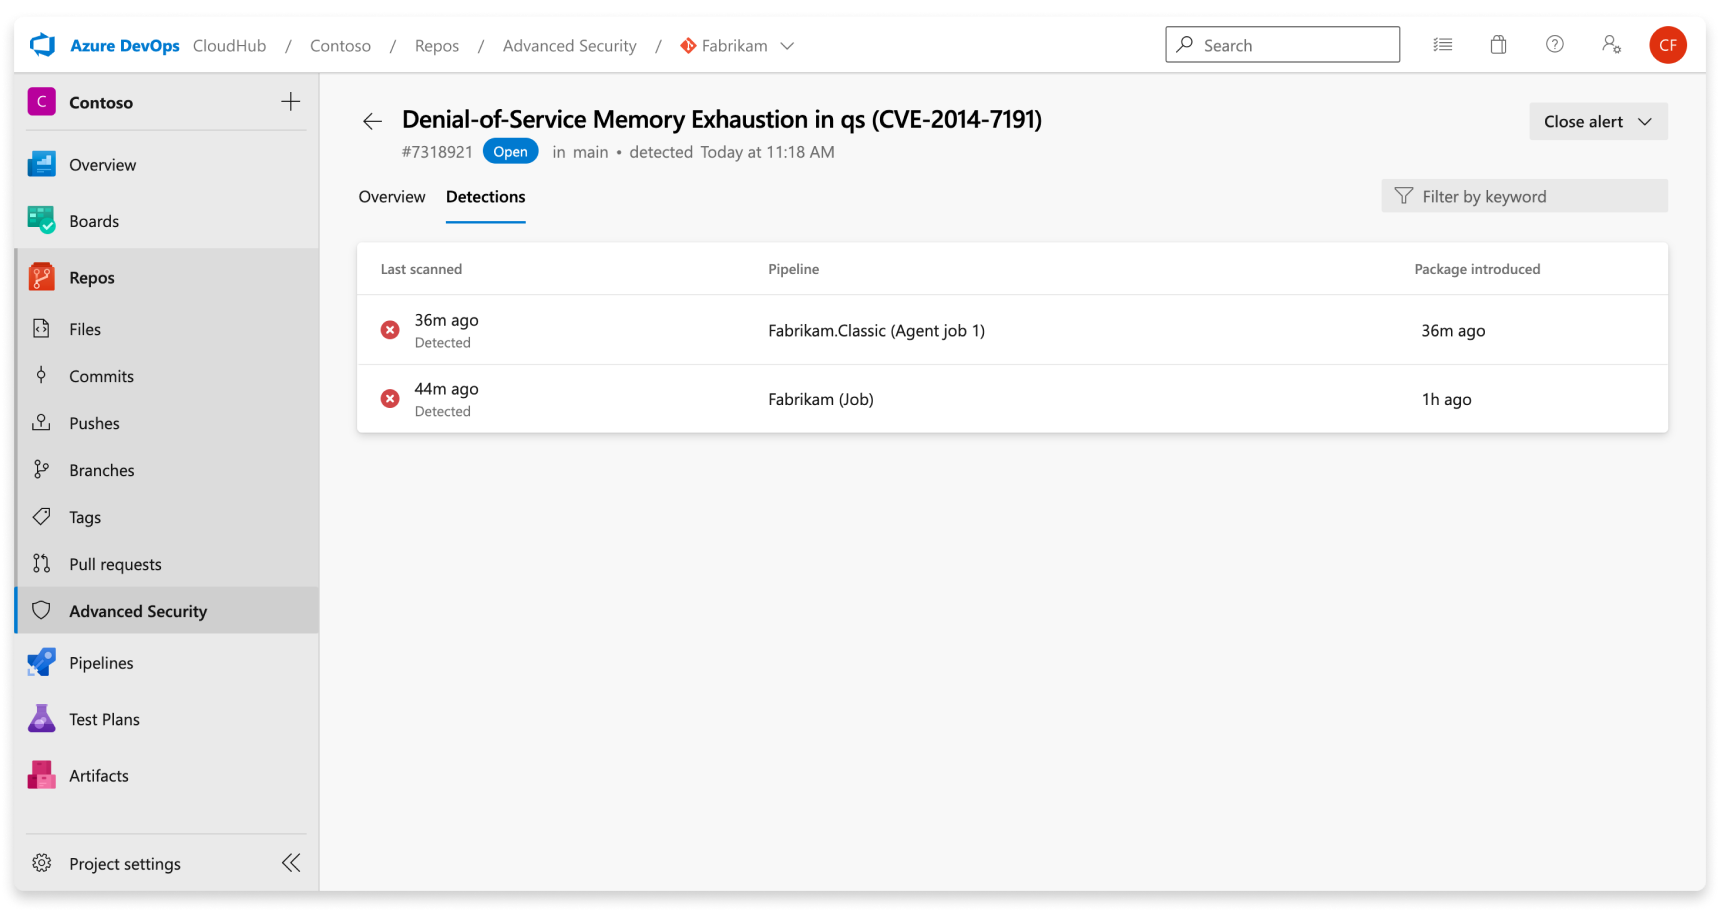 Azure DevOps CloudHub / Contoso / Repos / Advanced Security / Fabrikam
Search
CF
C Contoso
Overview
Boards
Repos
Files
Commits
Pushes
Branches
Tags
Pull requests
Advanced Security
Pipelines
Test Plans
Artifacts
Project settings
Denial-of-Service Memory Exhaustion in qs (CVE-2014-7191)
Close alert
#7318921 Open in main • detected Today at 11:18 AM
Overview Detections
Filter by keyword
Last scanned Pipeline Package introduced
36m ago
Detected
Fabrikam.Classic (Agent job 1)
36m ago
44m ago
Detected
Fabrikam (Job)
1h ago